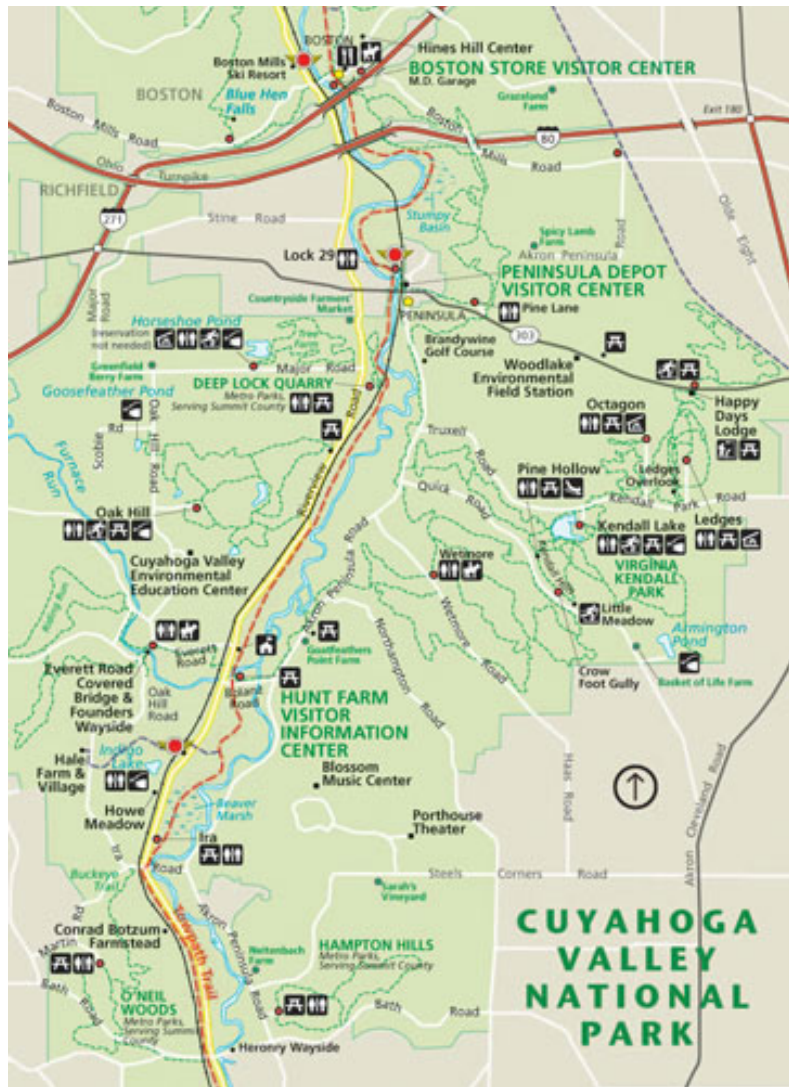 BOSTON
Hines Hill Center
Boston Mills
Ski Resort
BOSTON STORE VISITOR CENTER
M.D. Garage
Blue Hen
Falls
BOSTON
Graceland
Farm
Exit 180
Boston Mills Road
Boston Mills Road
80
Ohio Turnpike
RICHFIELD
271
Stine Road
Stumpy
Basin
Olde Eight
Spicy Lamb
Farm
Akron Peninsula Road
Lock 29
PENINSULA DEPOT
VISITOR CENTER
Major Road
Countryside Farmers'
Market
PENINSULA
Pine Lane
303
(reservation
not needed)
Horseshoe Pond
Tree
Farm
Brandywine
Golf Course
Woodlake
Environmental
Field Station
Greenfield
Berry Farm
Major Road
Goosefeather Pond
DEEP LOCK QUARRY
Metro Parks,
Serving Summit County
Happy
Days
Lodge
Octagon
Scobie Rd
Oak Hill Road
Riverview Road
Truxell Road
Furnace Run
Pine Hollow
Ledges
Overlook
Quick Road
Kendall Park Road
Oak Hill
Kendall Lake
Ledges
Cuyahoga Valley
Environmental
Education Center
Wetmore
VIRGINIA
KENDALL
PARK
Kendall Hills
Little
Meadow
Riding Run
Akron Peninsula Road
Wetmore Road
Northampton Road
Armington
Pond
Everett Road
Goatfeathers
Point Farm
Crow
Foot Gully
Basket of Life Farm
Everett Road
Covered
Bridge &
Founders
Wayside
Oak
Hill
Road
Bolanz
Road
HUNT FARM
VISITOR
INFORMATION
CENTER
Hale
Farm &
Village
Indigo
Lake
Blossom
Music Center
Haas Road
Akron Cleveland Road
Howe
Meadow
Beaver
Marsh
Porthouse
Theater
Ira
Ira Road
Steels Corners Road
Buckeye
Trail
Sarah's
Vineyard
Conrad Botzum
Farmstead
Towpath Trail
Akron Peninsula Road
Martin Rd
Neitenbach
Farm
HAMPTON HILLS
Metro Parks,
Serving Summit County
CUYAHOGA
VALLEY
NATIONAL
PARK
O'NEIL
WOODS
Metro Parks,
Serving Summit
County
Bath Road
Bath Road
Heronry Wayside